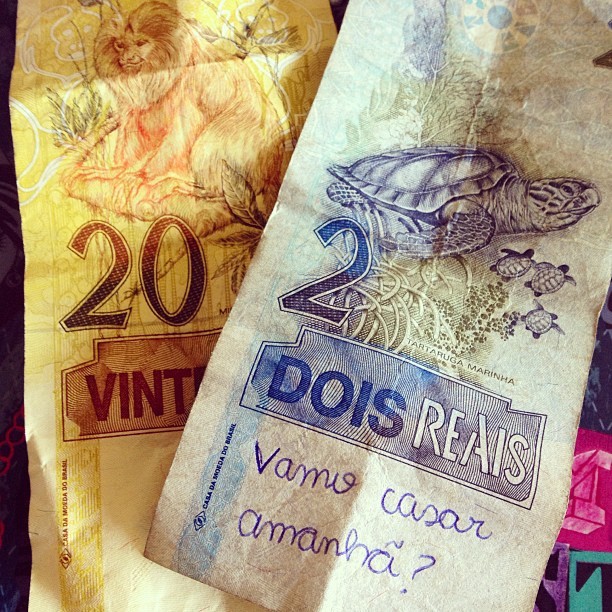 20
VINT
CASA DA MOEDA DO BRASIL
2
TARTARUGA MARINHA
DOIS REAIS
CASA DA MOEDA DO BRASIL
Vamo casar
amanhã?